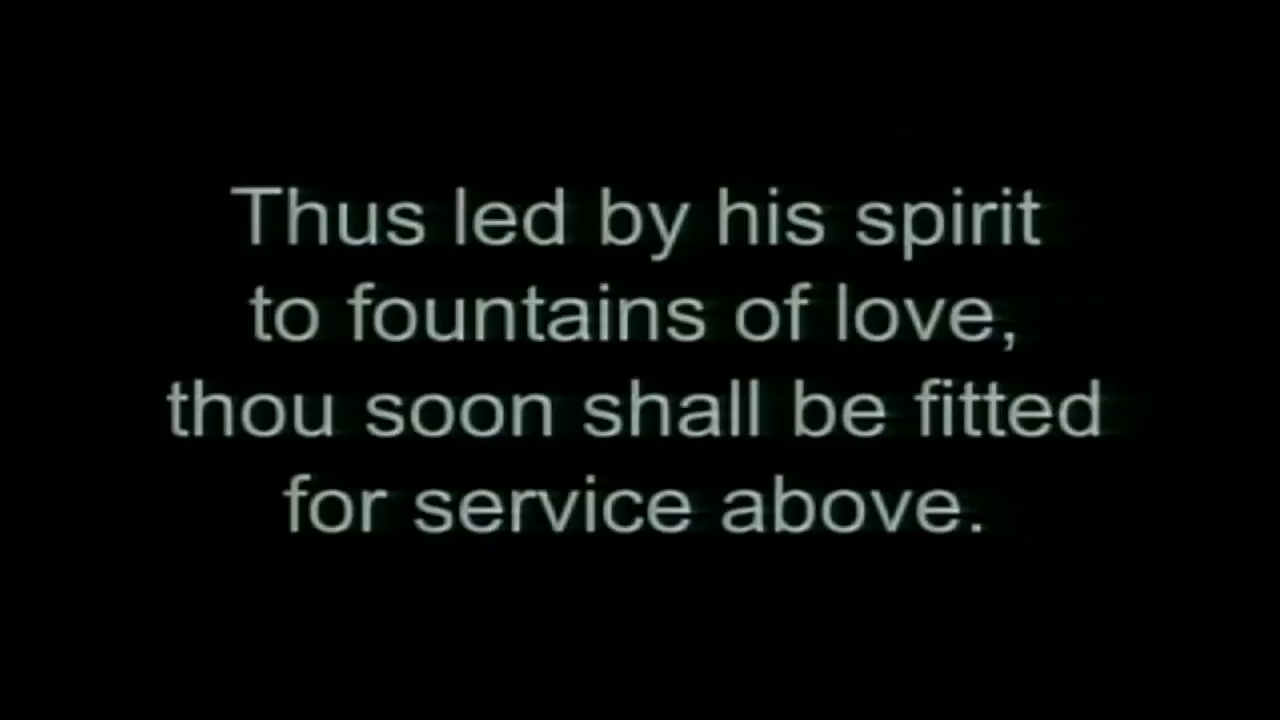 Thus led by his spirit
to fountains of love,
thou soon shall be fitted
for service above.